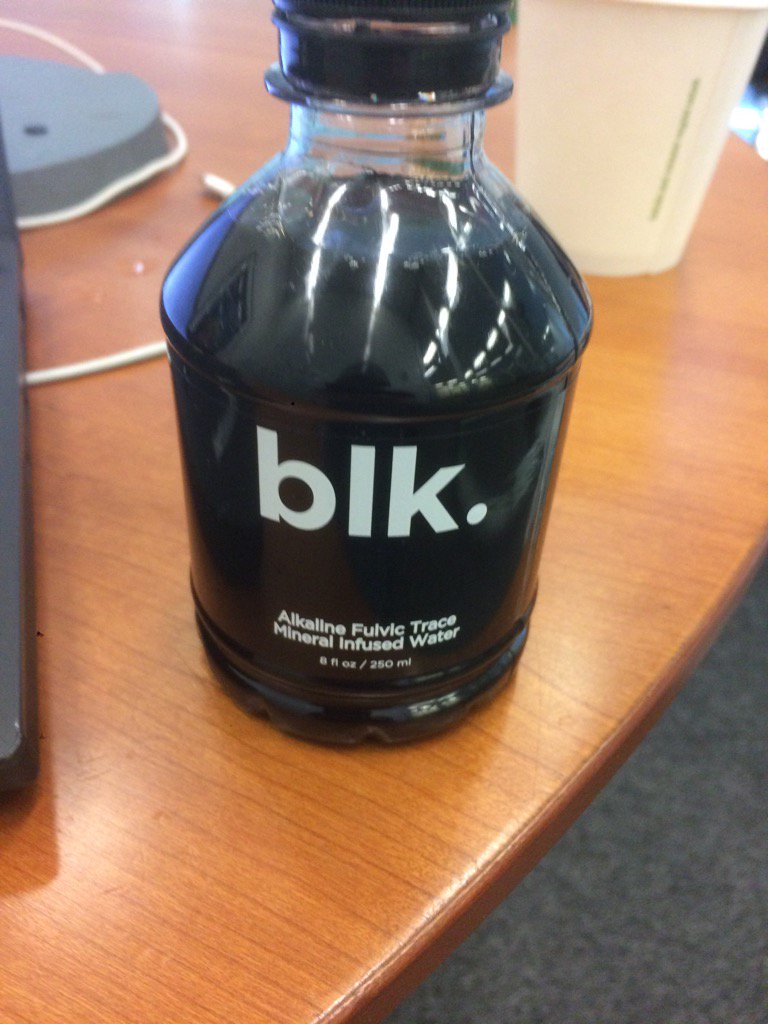 blk.
Alkaline Fulvic Trace
Mineral Infused Water
8 fl oz / 250 ml